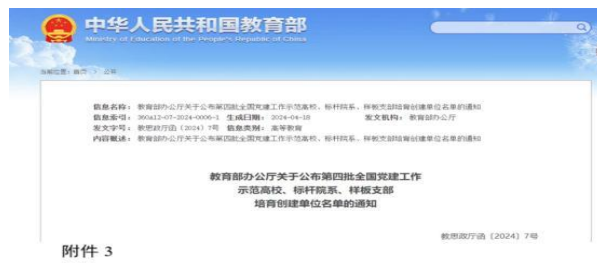 中华人民共和国教育部
Ministry of Education of the People's Republic of China
当前位置: 首页 > 公开
信息名称: 教育部办公厅关于公布第四批全国党建工作示范高校、标杆院系、样板支部培育创建单位名单的通知
信息索引: 360A12-07-2024-0006-1 生成日期: 2024-04-18 发文机构: 教育部办公厅
发文字号: 教思政厅函〔2024〕7号 信息类别: 高等教育
内容概述: 教育部办公厅关于公布第四批全国党建工作示范高校、标杆院系、样板支部培育创建单位名单的通知
教育部办公厅关于公布第四批全国党建工作
示范高校、标杆院系、样板支部
培育创建单位名单的通知
教思政厅函〔2024〕7号
附件 3